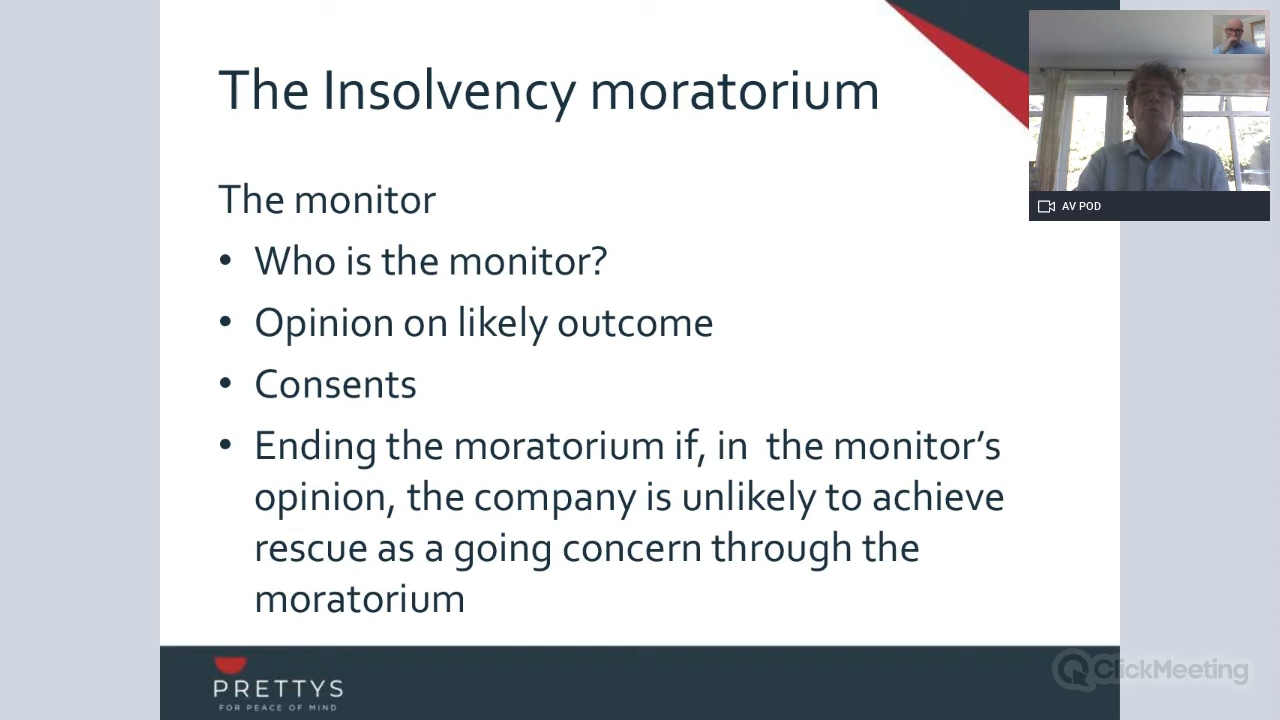 The Insolvency moratorium
The monitor
• Who is the monitor?
• Opinion on likely outcome
• Consents
• Ending the moratorium if, in  the monitor’s
opinion, the company is unlikely to achieve
rescue as a going concern through the
moratorium
AV POD
PRETTYS
FOR PEACE OF MIND
ClickMeeting